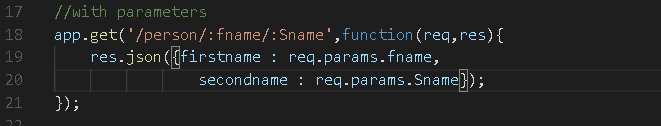 17 //with parameters
18 app.get('/person/:fname/:Sname',function(req,res){
19 res.json({firstname : req.params.fname,
20 secondname : req.params.Sname});
21 });
22